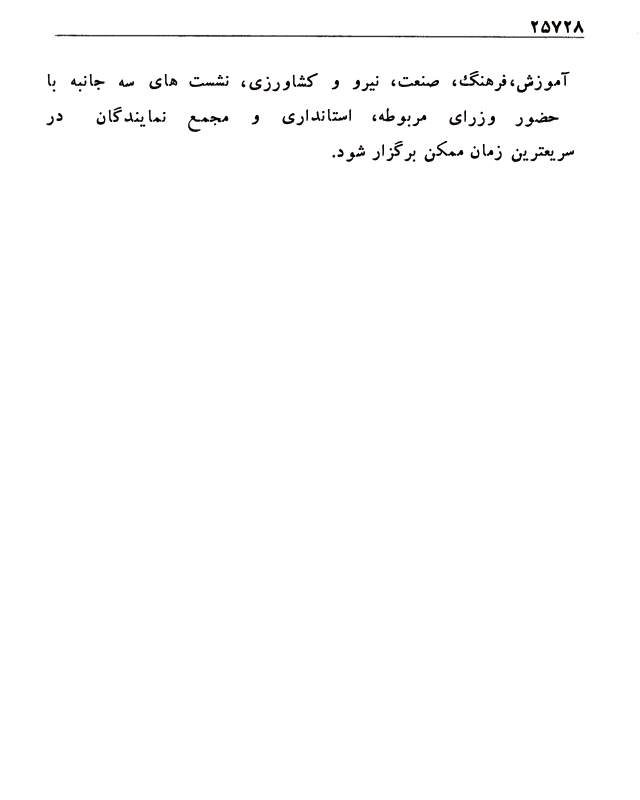 ۲۵۷۲۸
آموزش،فرهنگ، صنعت، نیرو و کشاورزی، نشست های سه جانبه با
حضور وزرای مربوطه، استانداری و مجمع نمایندگان در
سریعترین زمان ممکن برگزار شود.